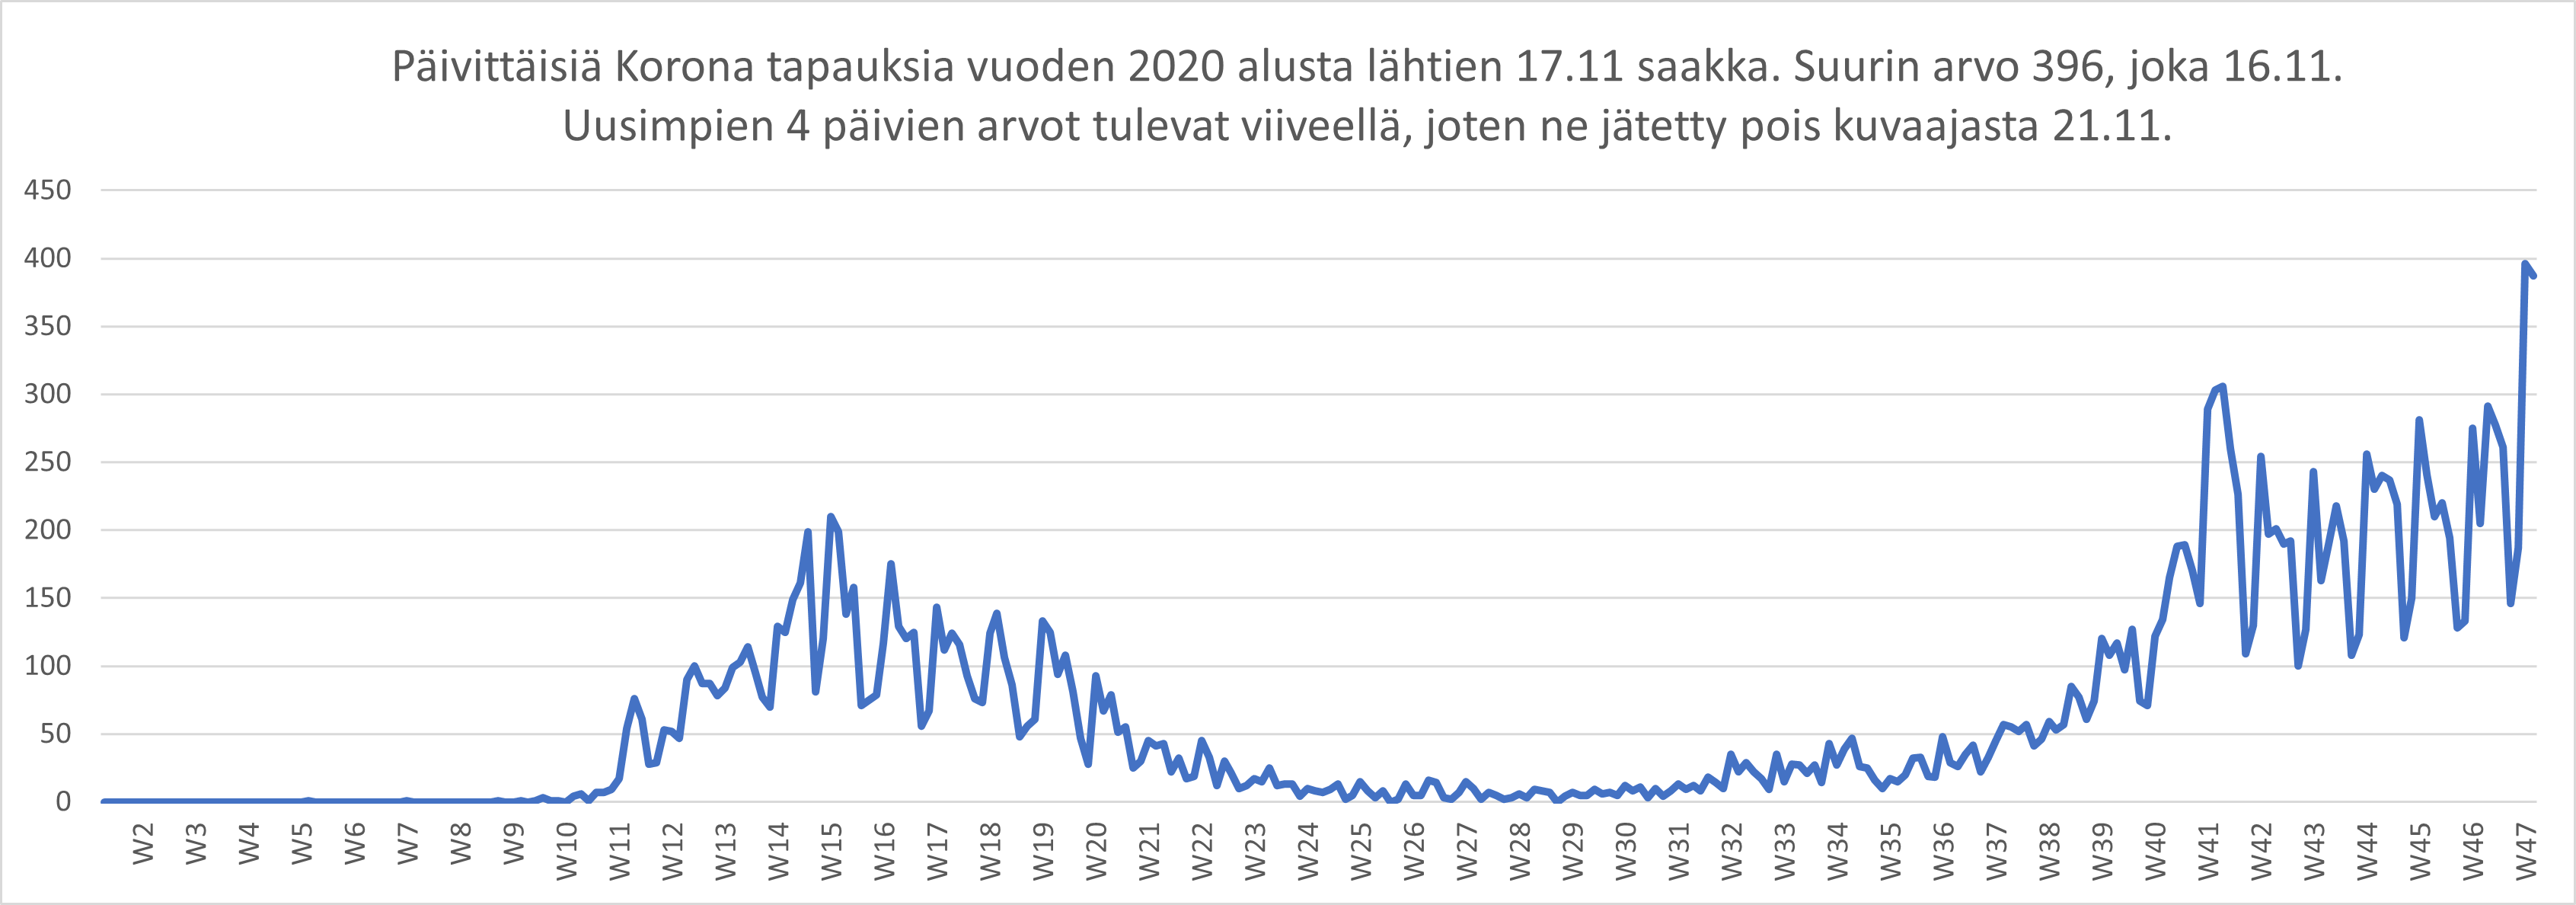 Päivittäisiä Korona tapauksia vuoden 2020 alusta lähtien 17.11 saakka. Suurin arvo 396, joka 16.11.
Uusimpien 4 päivien arvot tulevat viiveellä, joten ne jätetty pois kuvaajasta 21.11.
450
400
350
300
250
200
150
100
50
0
W2
W3
W4
W5
W6
W7
W8
W9
W10
W11
W12
W13
W14
W15
W16
W17
W18
W19
W20
W21
W22
W23
W24
W25
W26
W27
W28
W29
W30
W31
W32
W33
W34
W35
W36
W37
W38
W39
W40
W41
W42
W43
W44
W45
W46
W47